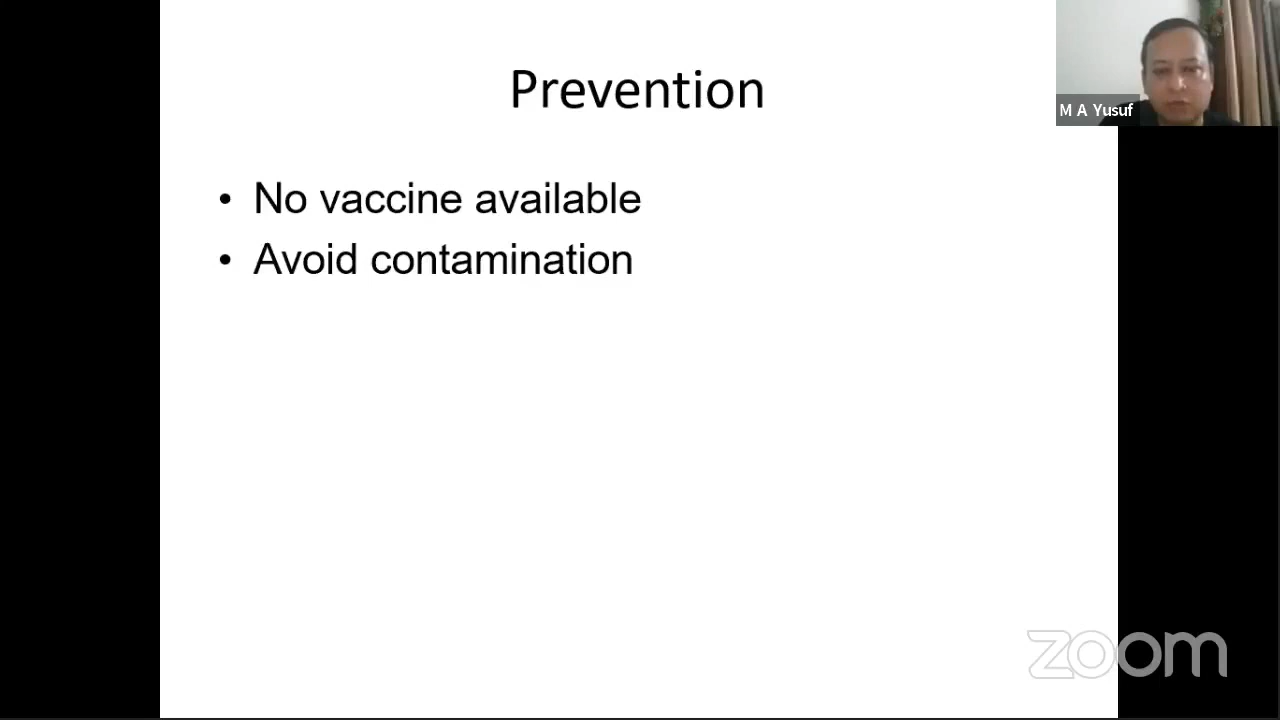 Prevention
M A Yusuf
• No vaccine available
• Avoid contamination
zoom